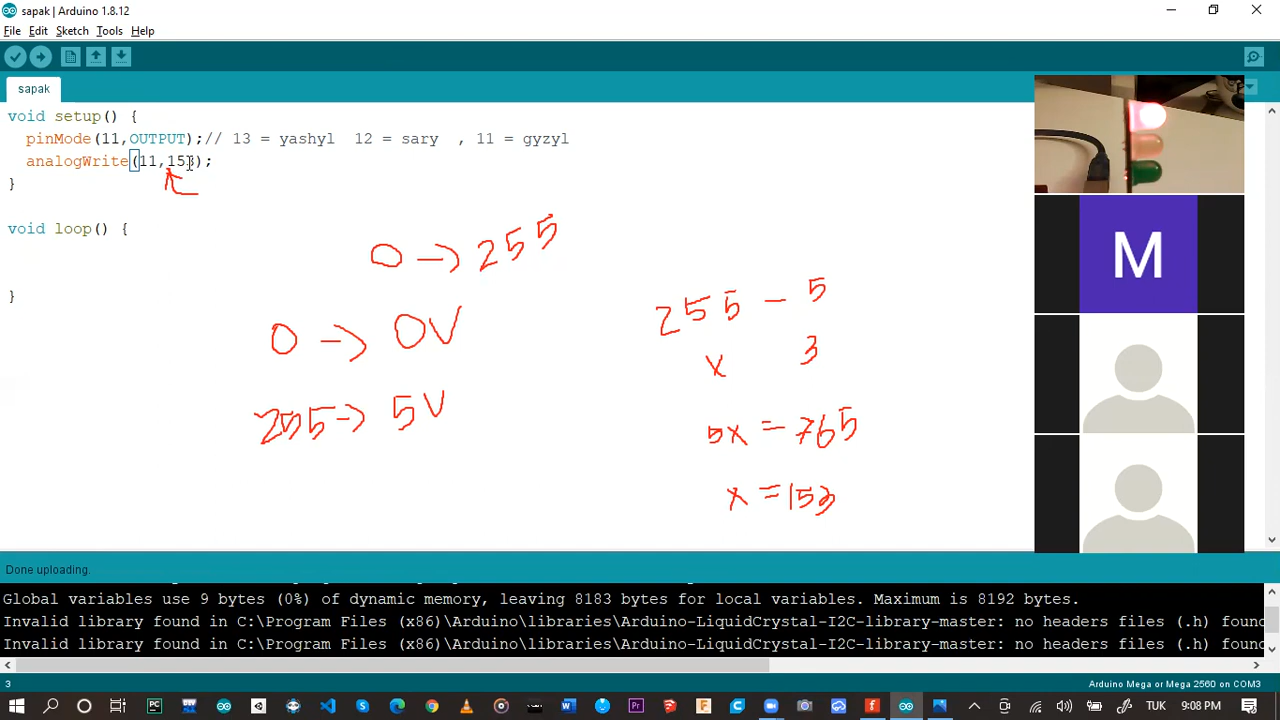 sapak | Arduino 1.8.12
File Edit Sketch Tools Help
sapak
void setup() {
pinMode(11,OUTPUT);// 13 = yashyl 12 = sary , 11 = gyzyl
analogWrite(11,153);
}
void loop() {
}
0 → 255
0 → 0V
255 → 5V
255 - 5
x 3
5x = 765
x = 153
M
Done uploading.
Global variables use 9 bytes (0%) of dynamic memory, leaving 8183 bytes for local variables. Maximum is 8192 bytes.
Invalid library found in C:\Program Files (x86)\Arduino\libraries\Arduino-LiquidCrystal-I2C-library-master: no headers files (.h) found
Invalid library found in C:\Program Files (x86)\Arduino\libraries\Arduino-LiquidCrystal-I2C-library-master: no headers files (.h) found
3
Arduino Mega or Mega 2560 on COM3
TUK 9:08 PM